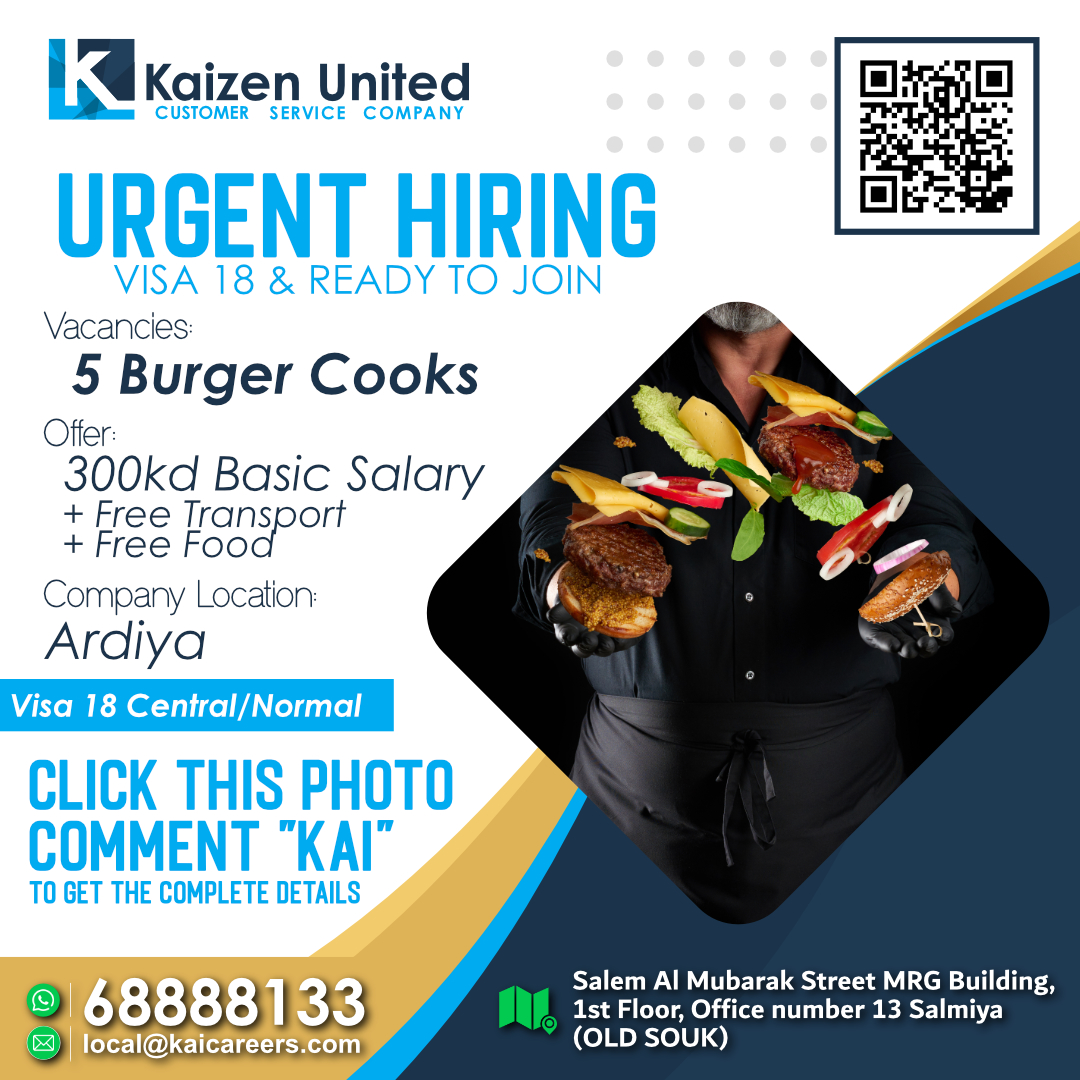 K Kaizen United
CUSTOMER SERVICE COMPANY
URGENT HIRING
VISA 18 & READY TO JOIN
Vacancies:
5 Burger Cooks
Offer:
300kd Basic Salary
+ Free Transport
+ Free Food
Company Location:
Ardiya
Visa 18 Central/Normal
CLICK THIS PHOTO
COMMENT "KAI"
TO GET THE COMPLETE DETAILS
68888133
local@kaicareers.com
Salem Al Mubarak Street MRG Building,
1st Floor, Office number 13 Salmiya
(OLD SOUK)